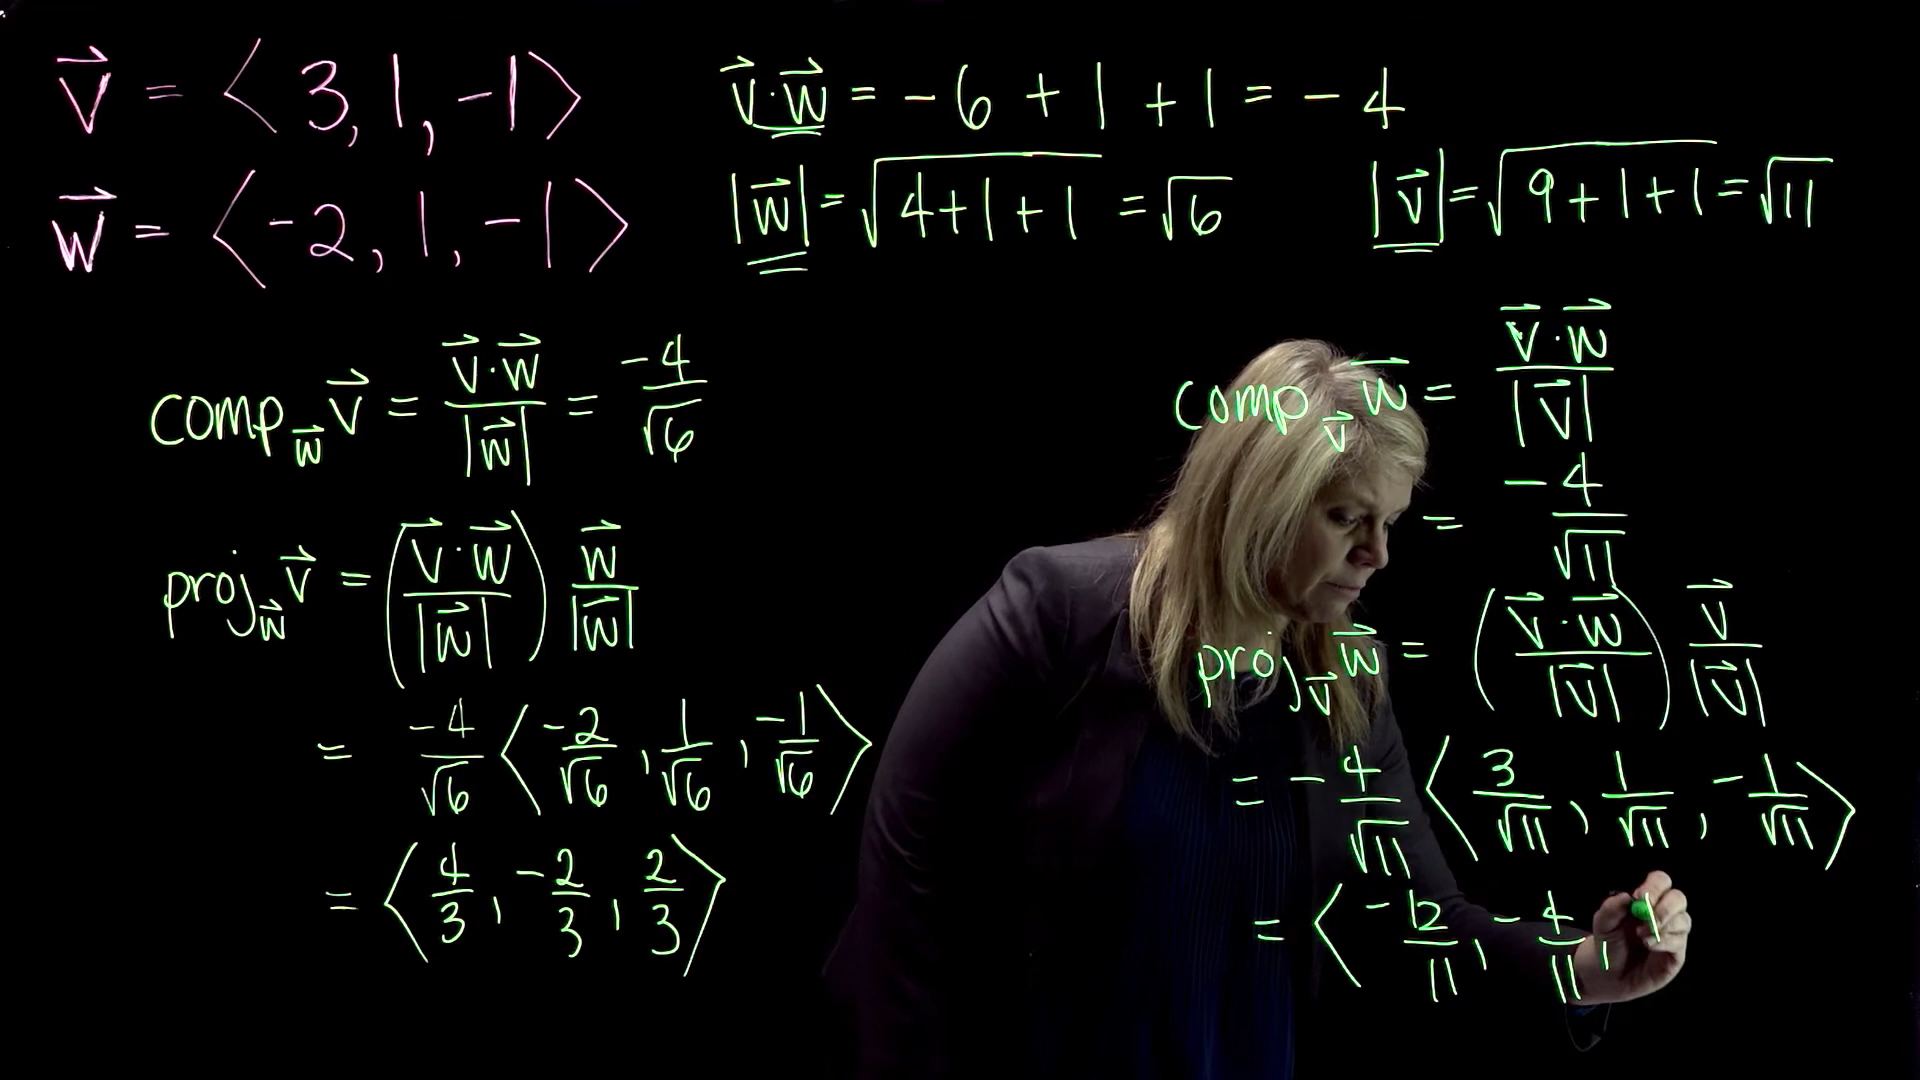 v⃗ = ⟨3, 1, -1⟩
w⃗ = ⟨-2, 1, -1⟩
v⃗·w⃗ = -6 + 1 + 1 = -4
|w⃗| = √(4+1+1) = √6
|v⃗| = √(9+1+1) = √11
comp_w⃗ v⃗ = (v⃗·w⃗)/|w⃗| = -4/√6
proj_w⃗ v⃗ = ((v⃗·w⃗)/|w⃗|) w⃗/|w⃗|
= -4/√6 ⟨-2/√6, 1/√6, -1/√6⟩
= ⟨4/3, -2/3, 2/3⟩
comp_v⃗ w⃗ = (v⃗·w⃗)/|v⃗|
= -4/√11
proj_v⃗ w⃗ = ((v⃗·w⃗)/|v⃗|) v⃗/|v⃗|
= -4/√11 ⟨3/√11, 1/√11, -1/√11⟩
= ⟨-12/11, -4/11,